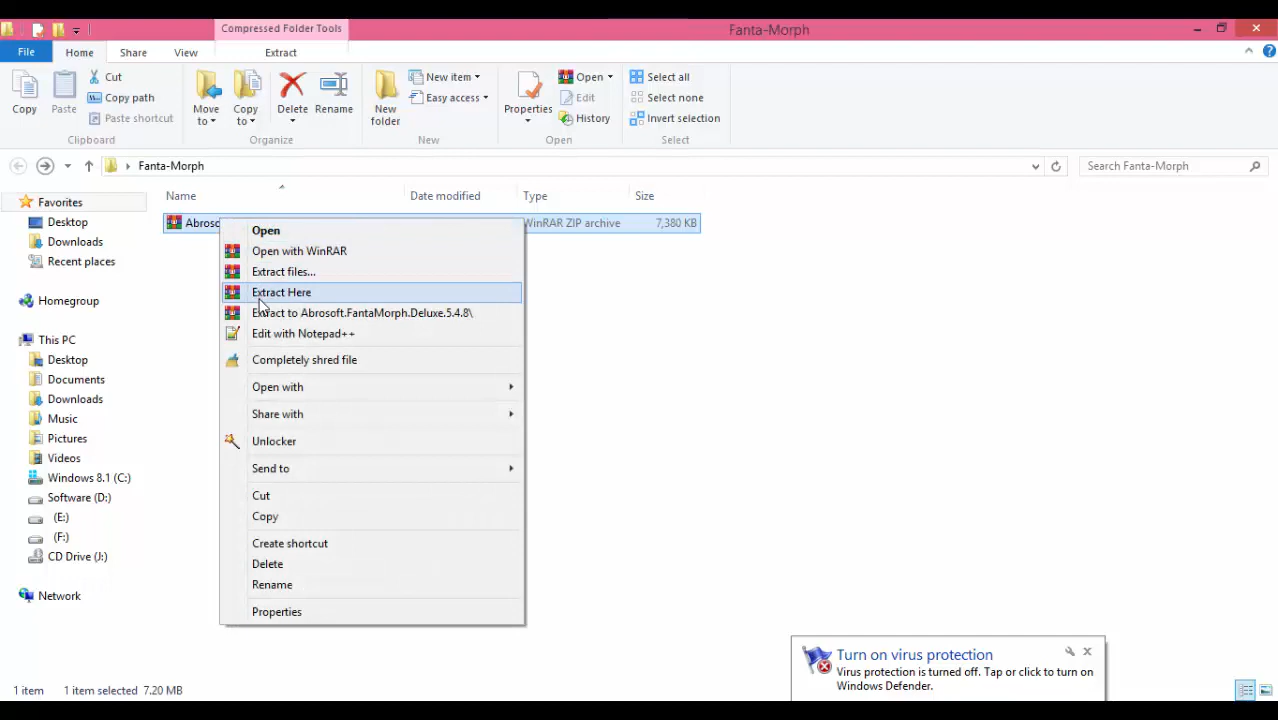 Compressed Folder Tools
Fanta-Morph
File
Home
Share
View
Extract
Copy
Paste
Cut
Copy path
Paste shortcut
Clipboard
Move to
Copy to
Delete
Rename
Organize
New folder
New item
Easy access
New
Properties
Open
Edit
History
Open
Select all
Select none
Invert selection
Select
Fanta-Morph
Search Fanta-Morph
Name
Date modified
Type
Size
Favorites
Desktop
Downloads
Recent places
Homegroup
This PC
Desktop
Documents
Downloads
Music
Pictures
Videos
Windows 8.1 (C:)
Software (D:)
(E:)
(F:)
CD Drive (J:)
Network
Abroso
WinRAR ZIP archive
7,380 KB
Open
Open with WinRAR
Extract files...
Extract Here
Extract to Abrosoft.FantaMorph.Deluxe.5.4.8\
Edit with Notepad++
Completely shred file
Open with
Share with
Unlocker
Send to
Cut
Copy
Create shortcut
Delete
Rename
Properties
Turn on virus protection
Virus protection is turned off. Tap or click to turn on
Windows Defender.
1 item
1 item selected
7.20 MB